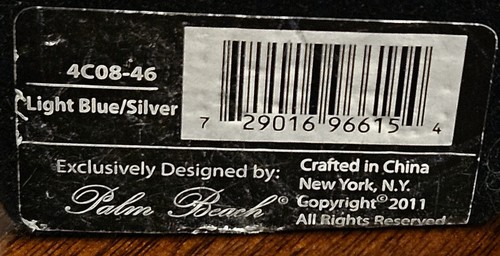 4C08-46
Light Blue/Silver
7 29016 96615 4
Exclusively Designed by:
Palm Beach®
Crafted in China
New York, N.Y.
Copyright© 2011
All Rights Reserved